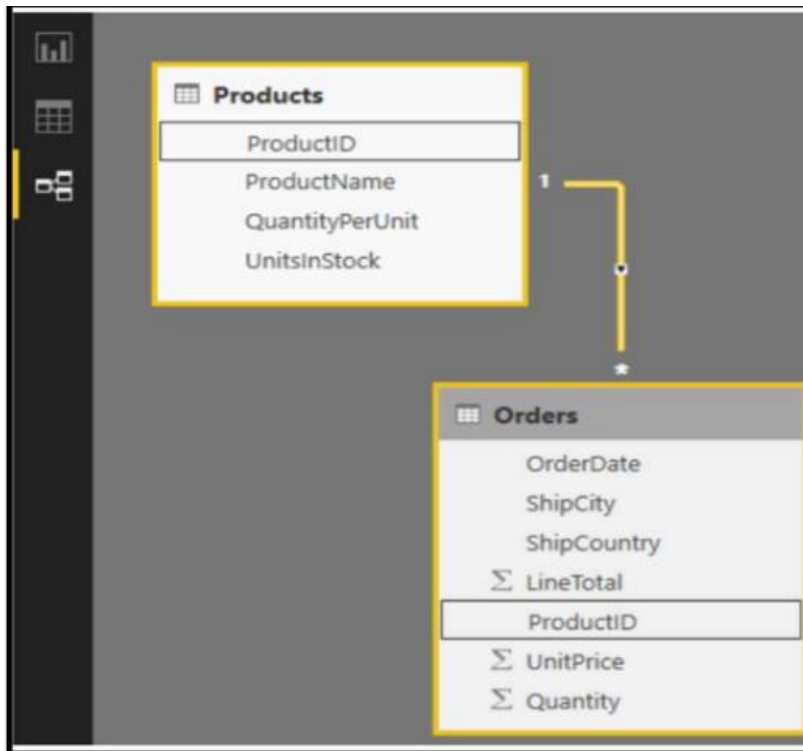 Products
ProductID
ProductName
QuantityPerUnit
UnitsInStock
1
*
Orders
OrderDate
ShipCity
ShipCountry
Σ LineTotal
ProductID
Σ UnitPrice
Σ Quantity